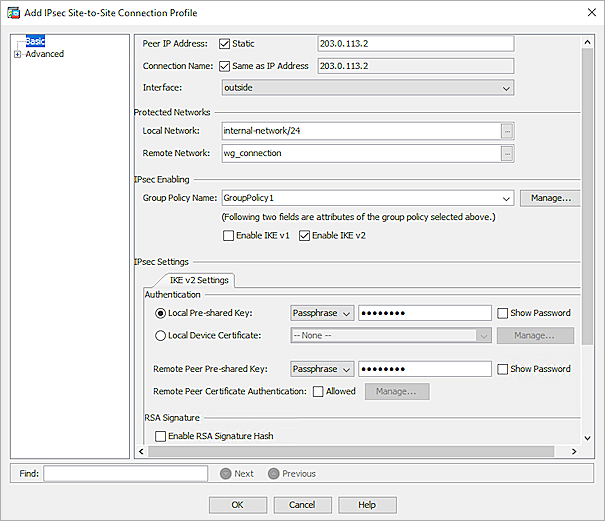 Add IPsec Site-to-Site Connection Profile
Basic
Advanced
Peer IP Address: Static 203.0.113.2
Connection Name: Same as IP Address 203.0.113.2
Interface: outside
Protected Networks
Local Network: internal-network/24 ...
Remote Network: wg_connection ...
IPsec Enabling
Group Policy Name: GroupPolicy1 Manage...
(Following two fields are attributes of the group policy selected above.)
Enable IKE v1 Enable IKE v2
IPsec Settings
IKE v2 Settings
Authentication
Local Pre-shared Key: Passphrase •••••••• Show Password
Local Device Certificate: -- None -- Manage...
Remote Peer Pre-shared Key: Passphrase •••••••• Show Password
Remote Peer Certificate Authentication: Allowed Manage...
RSA Signature
Enable RSA Signature Hash
Find: Next Previous
OK Cancel Help